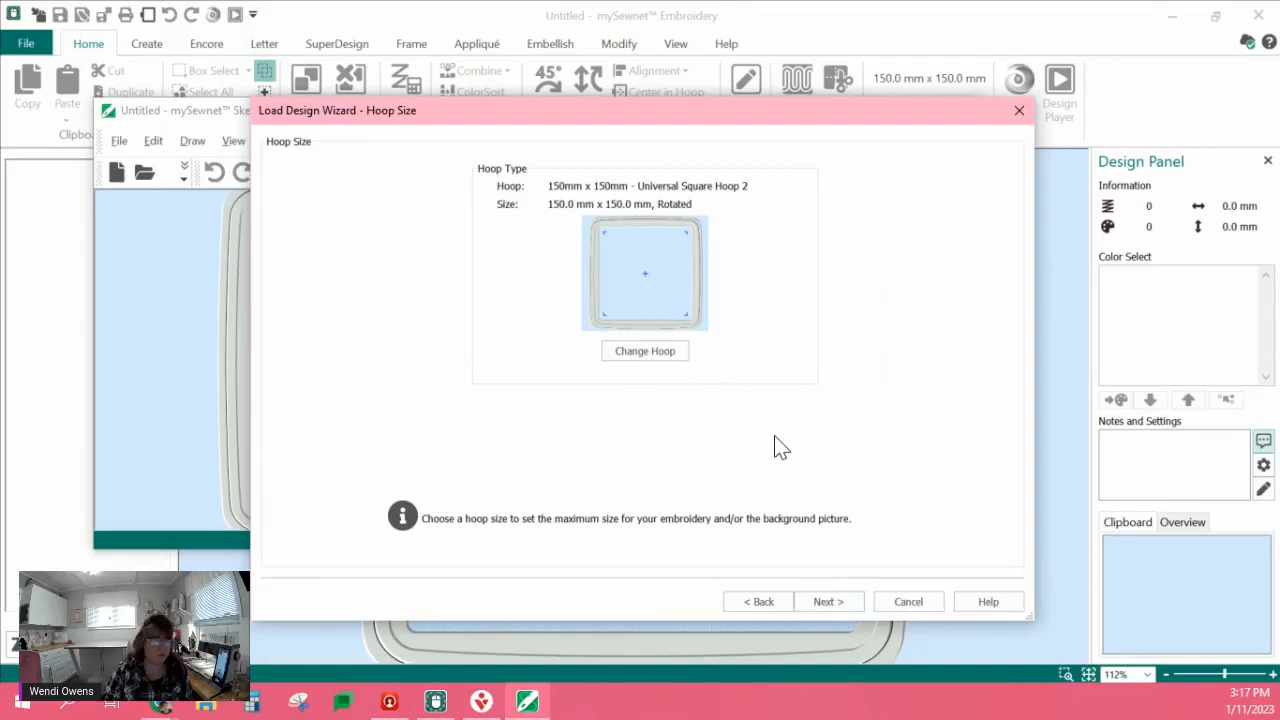 Untitled - mySewnet™ Embroidery
File Home Create Encore Letter SuperDesign Frame Appliqué Embellish Modify View Help
Cut
Box Select
Combine
45°
Alignment
150.0 mm x 150.0 mm
Duplicate
Select All
ColorSort
Center in Hoop
Copy Paste
Design
Player
Clipboa
Untitled - mySewnet™ Ske
File Edit Draw View
Load Design Wizard - Hoop Size
Hoop Size
Hoop Type
Hoop: 150mm x 150mm - Universal Square Hoop 2
Size: 150.0 mm x 150.0 mm, Rotated
Change Hoop
Choose a hoop size to set the maximum size for your embroidery and/or the background picture.
< Back Next > Cancel Help
Design Panel
Information
0 0.0 mm
0 0.0 mm
Color Select
Notes and Settings
Clipboard Overview
112%
Wendi Owens
3:17 PM
1/11/2023